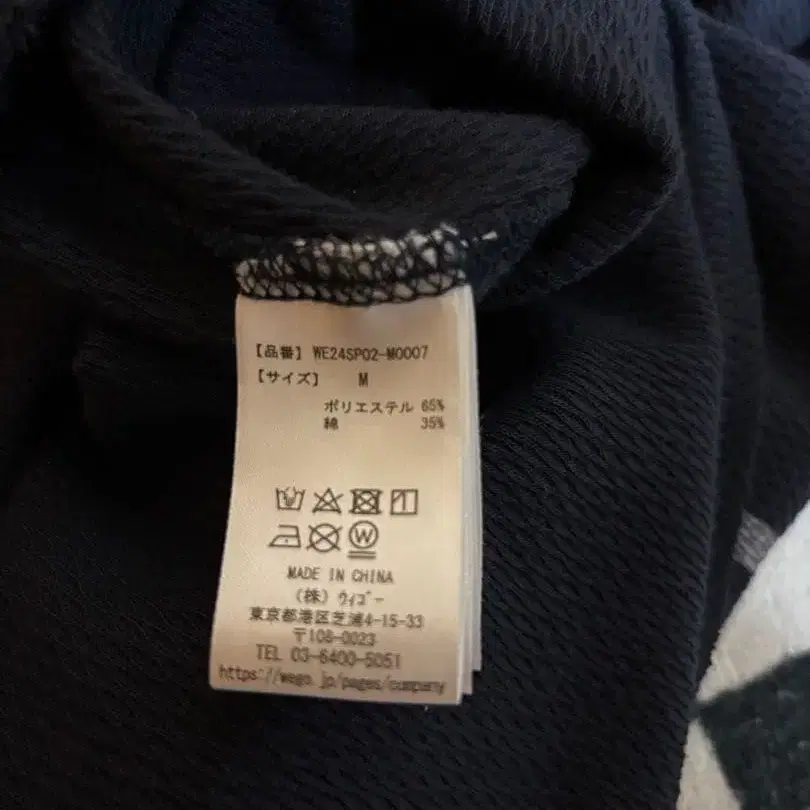 【品番】 WE24SP02-M0007
【サイズ】 M
ポリエステル 65%
綿 35%
W
MADE IN CHINA
(株) ウィゴー
東京都港区芝浦4-15-33
〒108-0023
TEL 03-6400-5051
https://wego.jp/pages/company